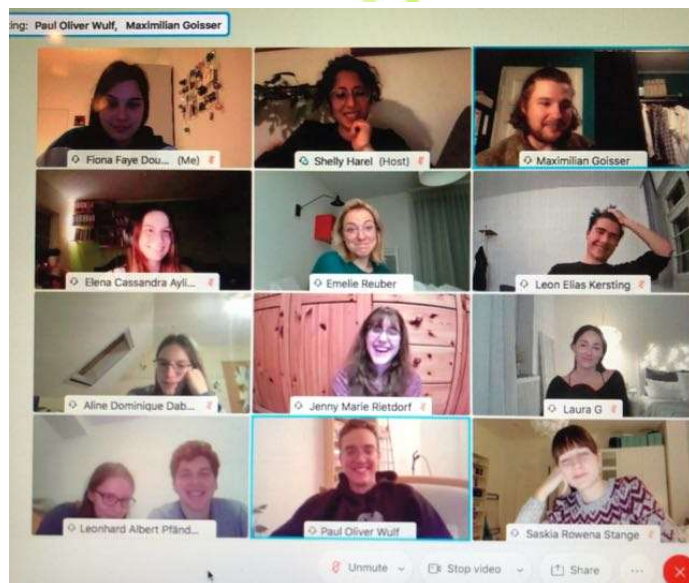 ing: Paul Oliver Wulf, Maximilian Goisser
Fiona Faye Dou... (Me)
Shelly Harel (Host)
Maximilian Goisser
Elena Cassandra Ayli...
Emelie Reuber
Leon Elias Kersting
Aline Dominique Dab...
Jenny Marie Rietdorf
Laura G
Leonhard Albert Pfänd...
Paul Oliver Wulf
Saskia Rowena Stange
Unmute
Stop video
Share